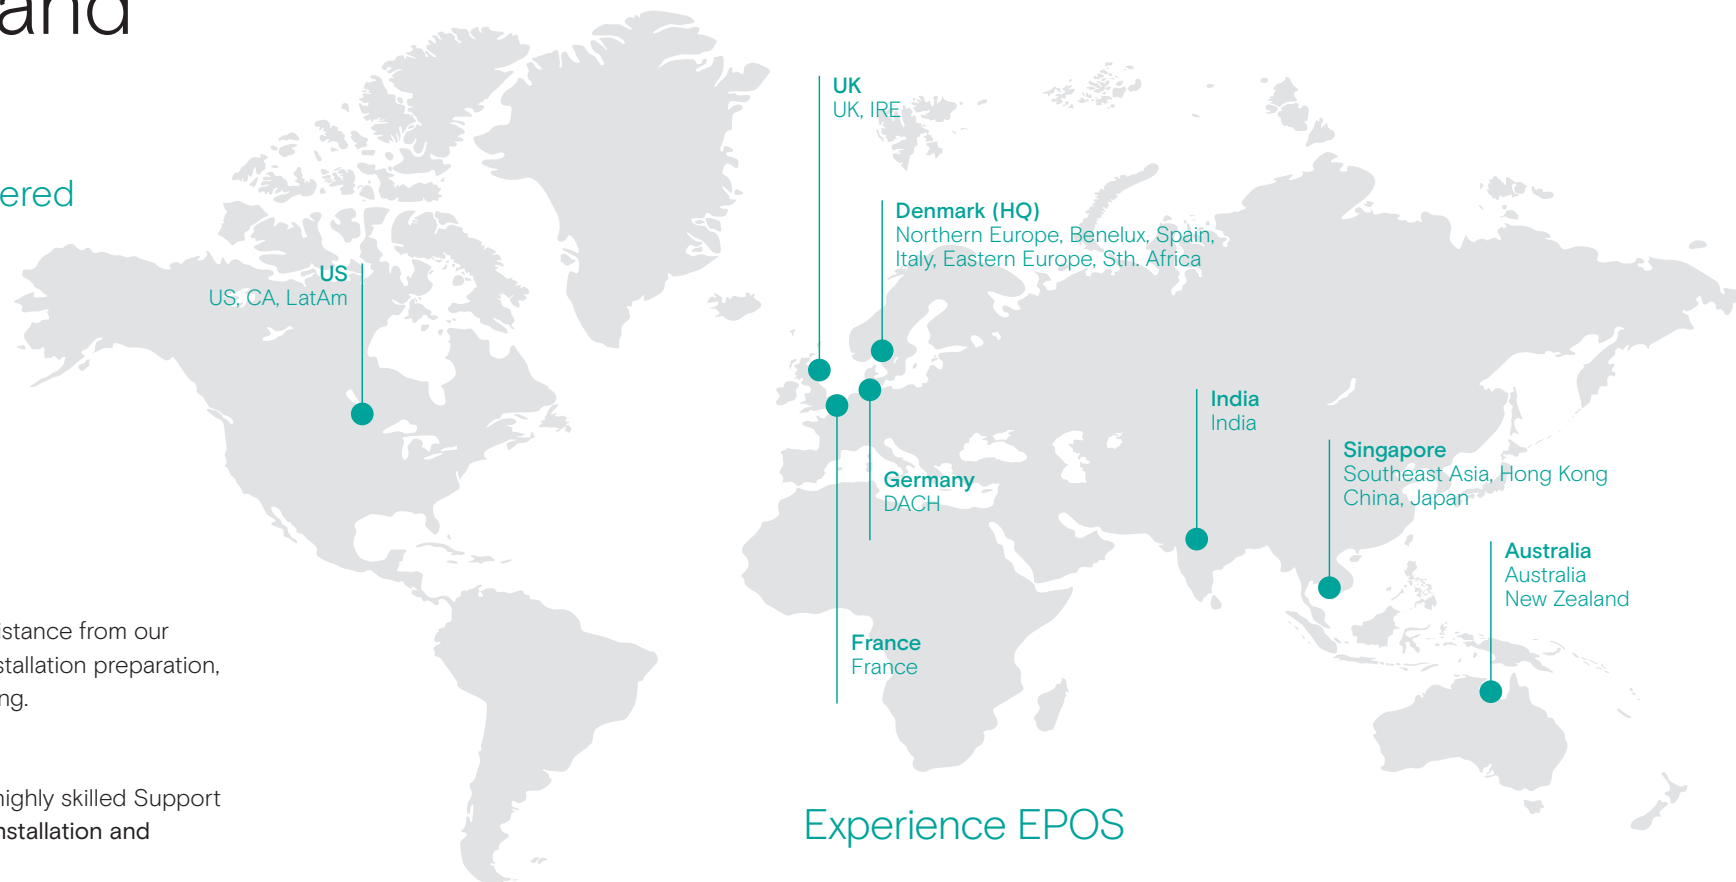 and
ered
UK
UK, IRE
Denmark (HQ)
Northern Europe, Benelux, Spain,
Italy, Eastern Europe, Sth. Africa
US
US, CA, LatAm
India
India
Singapore
Southeast Asia, Hong Kong
China, Japan
Germany
DACH
Australia
Australia
New Zealand
France
France
istance from our
stallation preparation,
ng.
highly skilled Support
nstallation and
Experience EPOS